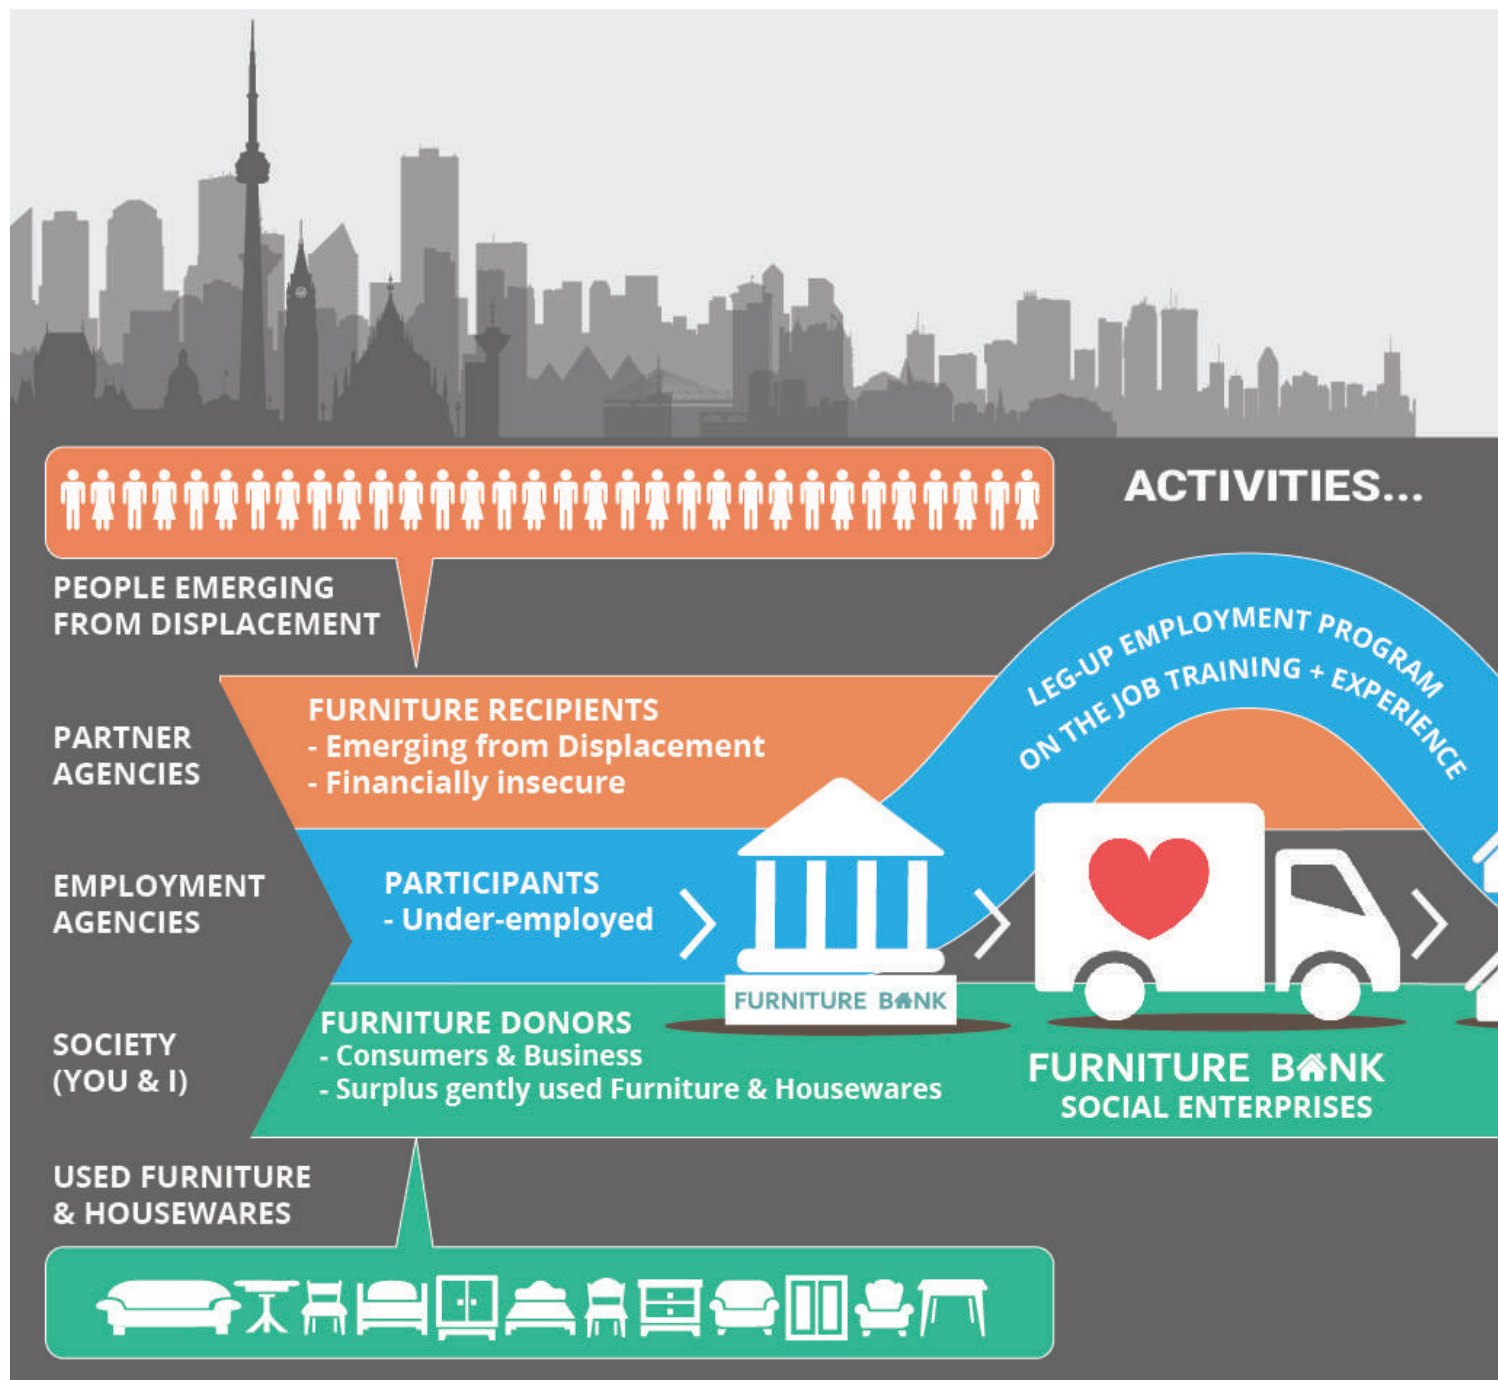 ACTIVITIES...
PEOPLE EMERGING
FROM DISPLACEMENT
LEG-UP EMPLOYMENT PROGRAM
ON THE JOB TRAINING + EXPERIENCE
PARTNER
AGENCIES
FURNITURE RECIPIENTS
- Emerging from Displacement
- Financially insecure
EMPLOYMENT
AGENCIES
PARTICIPANTS
- Under-employed
FURNITURE BANK
SOCIETY
(YOU & I)
FURNITURE DONORS
- Consumers & Business
- Surplus gently used Furniture & Housewares
FURNITURE BANK
SOCIAL ENTERPRISES
USED FURNITURE
& HOUSEWARES